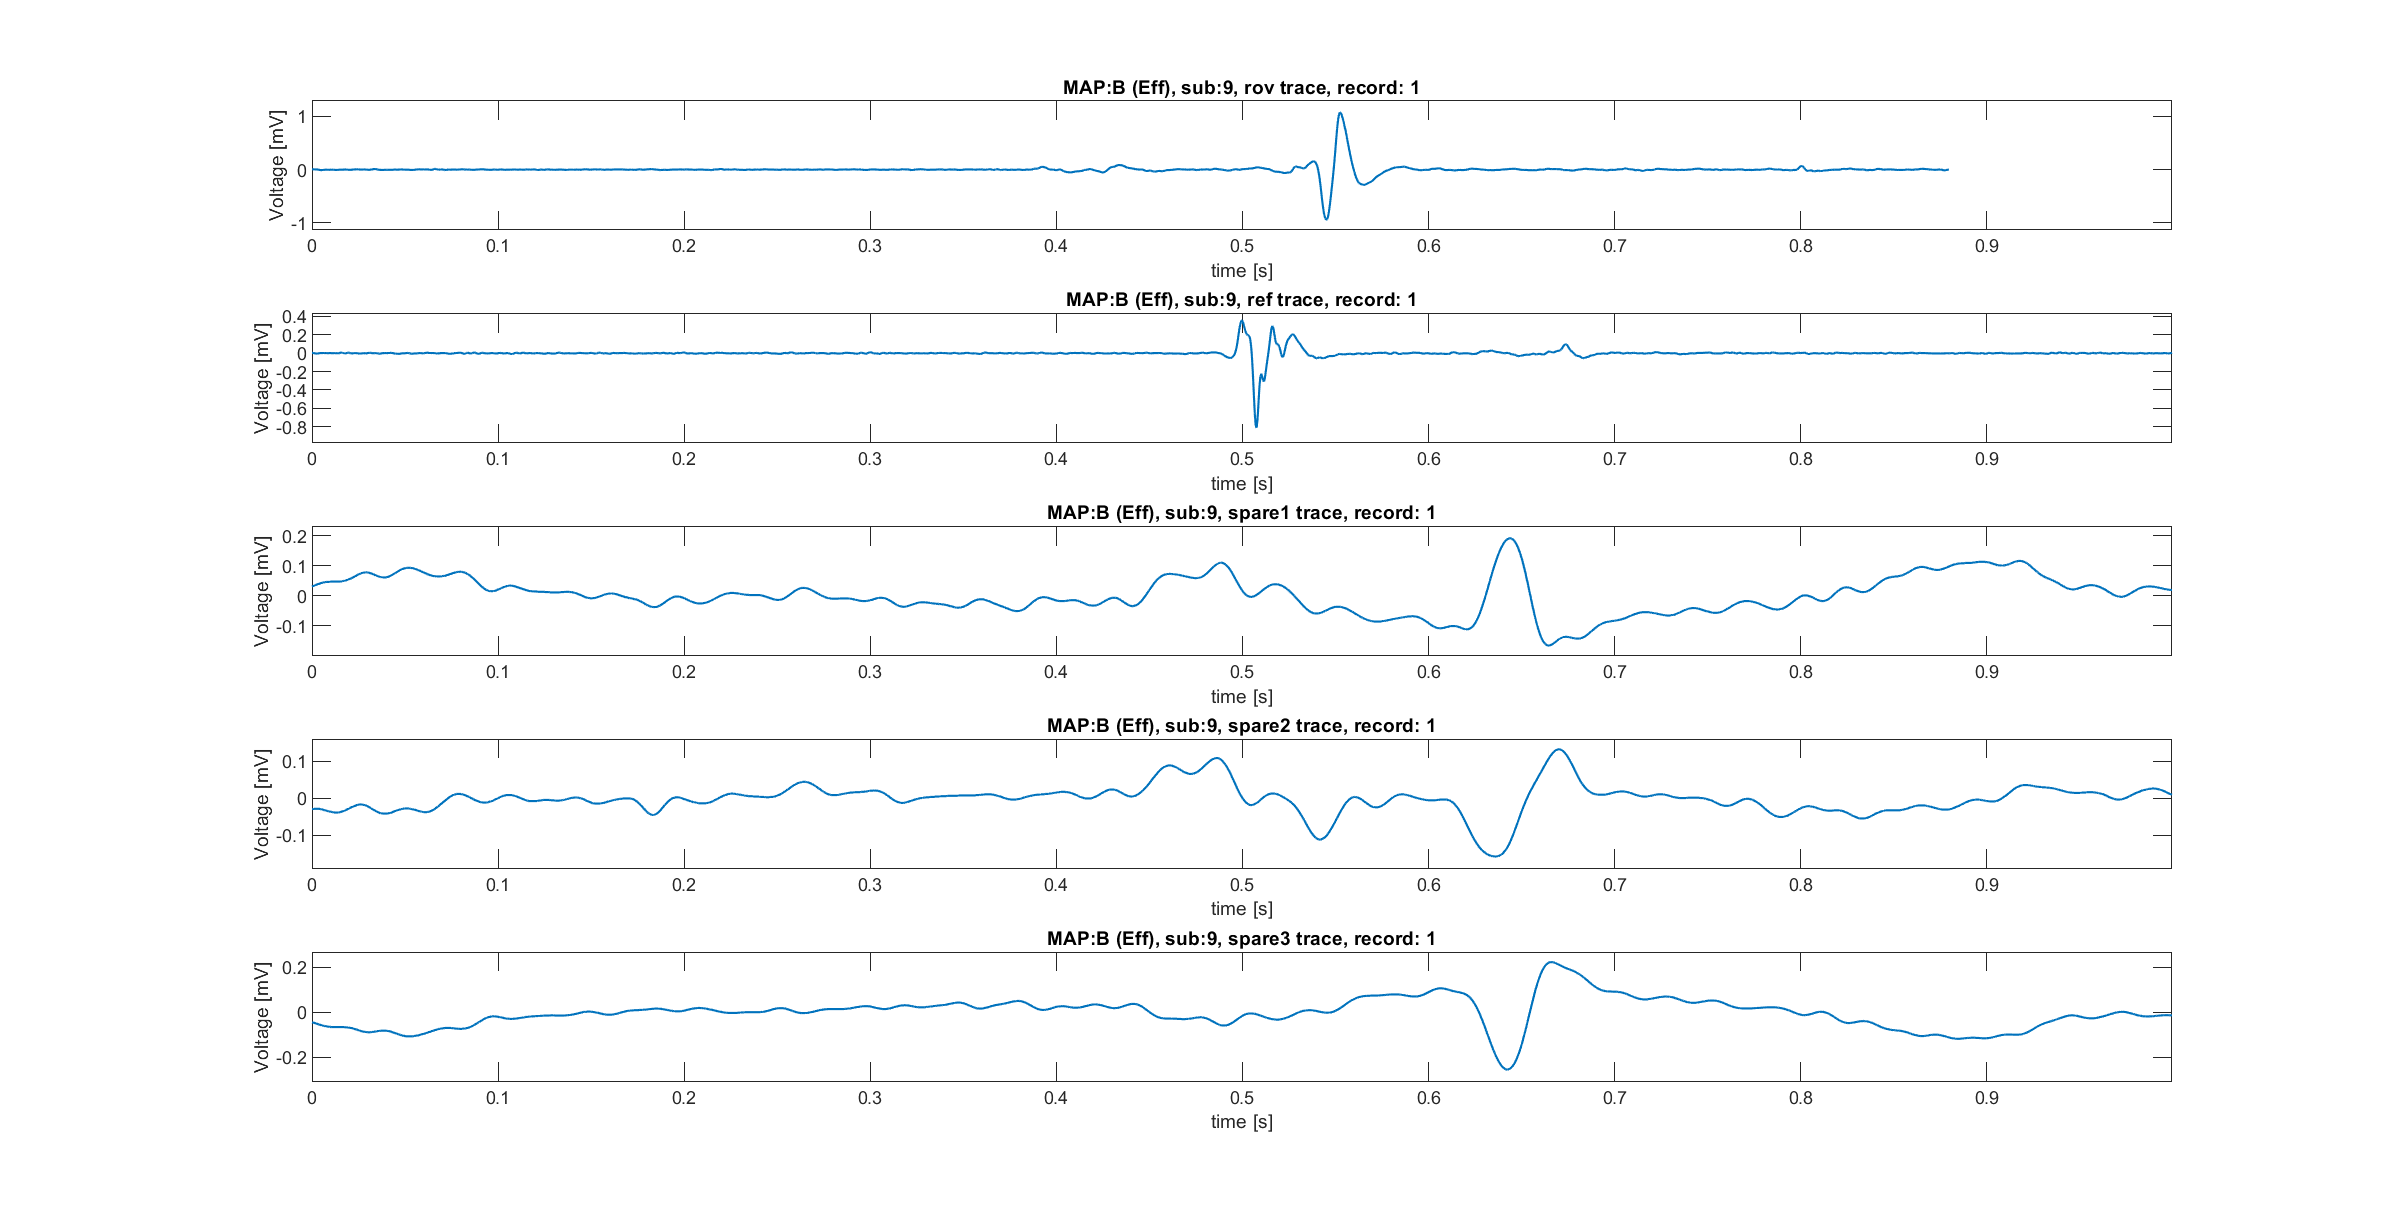 MAP:B (Eff), sub:9, rov trace, record: 1
Voltage [mV]
1
0
-1
0 0.1 0.2 0.3 0.4 0.5 0.6 0.7 0.8 0.9
time [s]
MAP:B (Eff), sub:9, ref trace, record: 1
Voltage [mV]
0.4
0.2
0
-0.2
-0.4
-0.6
-0.8
0 0.1 0.2 0.3 0.4 0.5 0.6 0.7 0.8 0.9
time [s]
MAP:B (Eff), sub:9, spare1 trace, record: 1
Voltage [mV]
0.2
0.1
0
-0.1
0 0.1 0.2 0.3 0.4 0.5 0.6 0.7 0.8 0.9
time [s]
MAP:B (Eff), sub:9, spare2 trace, record: 1
Voltage [mV]
0.1
0
-0.1
0 0.1 0.2 0.3 0.4 0.5 0.6 0.7 0.8 0.9
time [s]
MAP:B (Eff), sub:9, spare3 trace, record: 1
Voltage [mV]
0.2
0
-0.2
0 0.1 0.2 0.3 0.4 0.5 0.6 0.7 0.8 0.9
time [s]